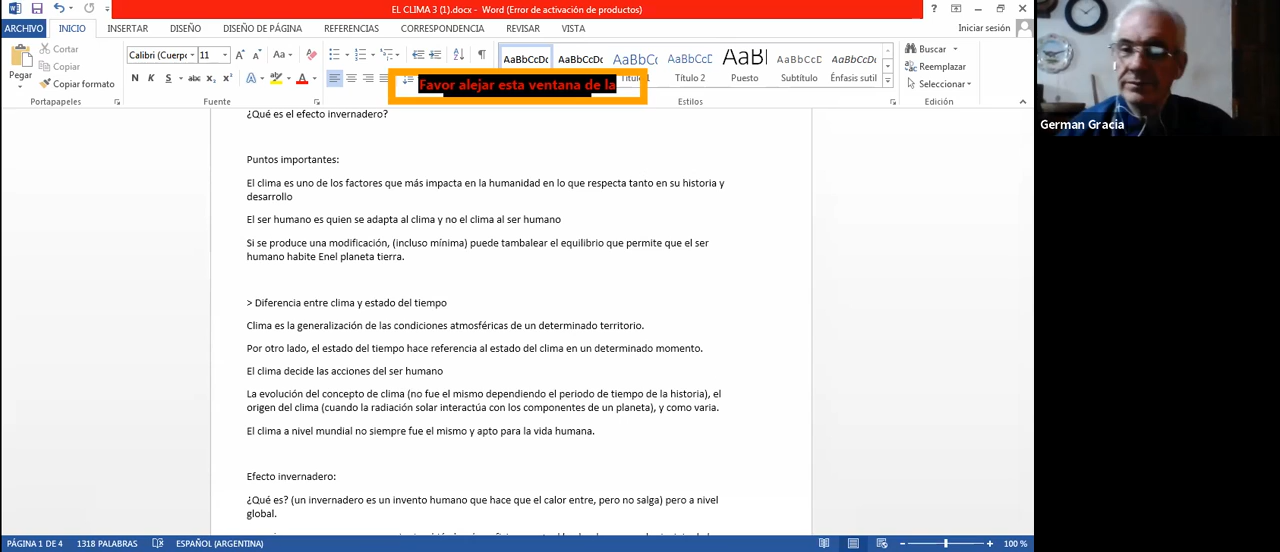 EL CLIMA 3 (1).docx - Word (Error de activación de productos)
ARCHIVO INICIO INSERTAR DISEÑO DISEÑO DE PÁGINA REFERENCIAS CORRESPONDENCIA REVISAR VISTA Iniciar sesión
Pegar
Cortar
Copiar
Copiar formato
Portapapeles
Calibri (Cuerpo 11
N K S abc x₂ x²
Fuente
Favor alejar esta ventana de la
AaBbCcDc AaBbCcDc AaBbCc AaBbCcD AaB AaBbCcD AaBbCcDc
Título 1 Título 2 Puesto Subtítulo Énfasis sutil
Estilos
Buscar
Reemplazar
Seleccionar
Edición
German Gracia
¿Qué es el efecto invernadero?
Puntos importantes:
El clima es uno de los factores que más impacta en la humanidad en lo que respecta tanto en su historia y
desarrollo
El ser humano es quien se adapta al clima y no el clima al ser humano
Si se produce una modificación, (incluso mínima) puede tambalear el equilibrio que permite que el ser
humano habite Enel planeta tierra.
> Diferencia entre clima y estado del tiempo
Clima es la generalización de las condiciones atmosféricas de un determinado territorio.
Por otro lado, el estado del tiempo hace referencia al estado del clima en un determinado momento.
El clima decide las acciones del ser humano
La evolución del concepto de clima (no fue el mismo dependiendo el periodo de tiempo de la historia), el
origen del clima (cuando la radiación solar interactúa con los componentes de un planeta), y como varia.
El clima a nivel mundial no siempre fue el mismo y apto para la vida humana.
Efecto invernadero:
¿Qué es? (un invernadero es un invento humano que hace que el calor entre, pero no salga) pero a nivel
global.
PÁGINA 1 DE 4 1318 PALABRAS ESPAÑOL (ARGENTINA) 100 %